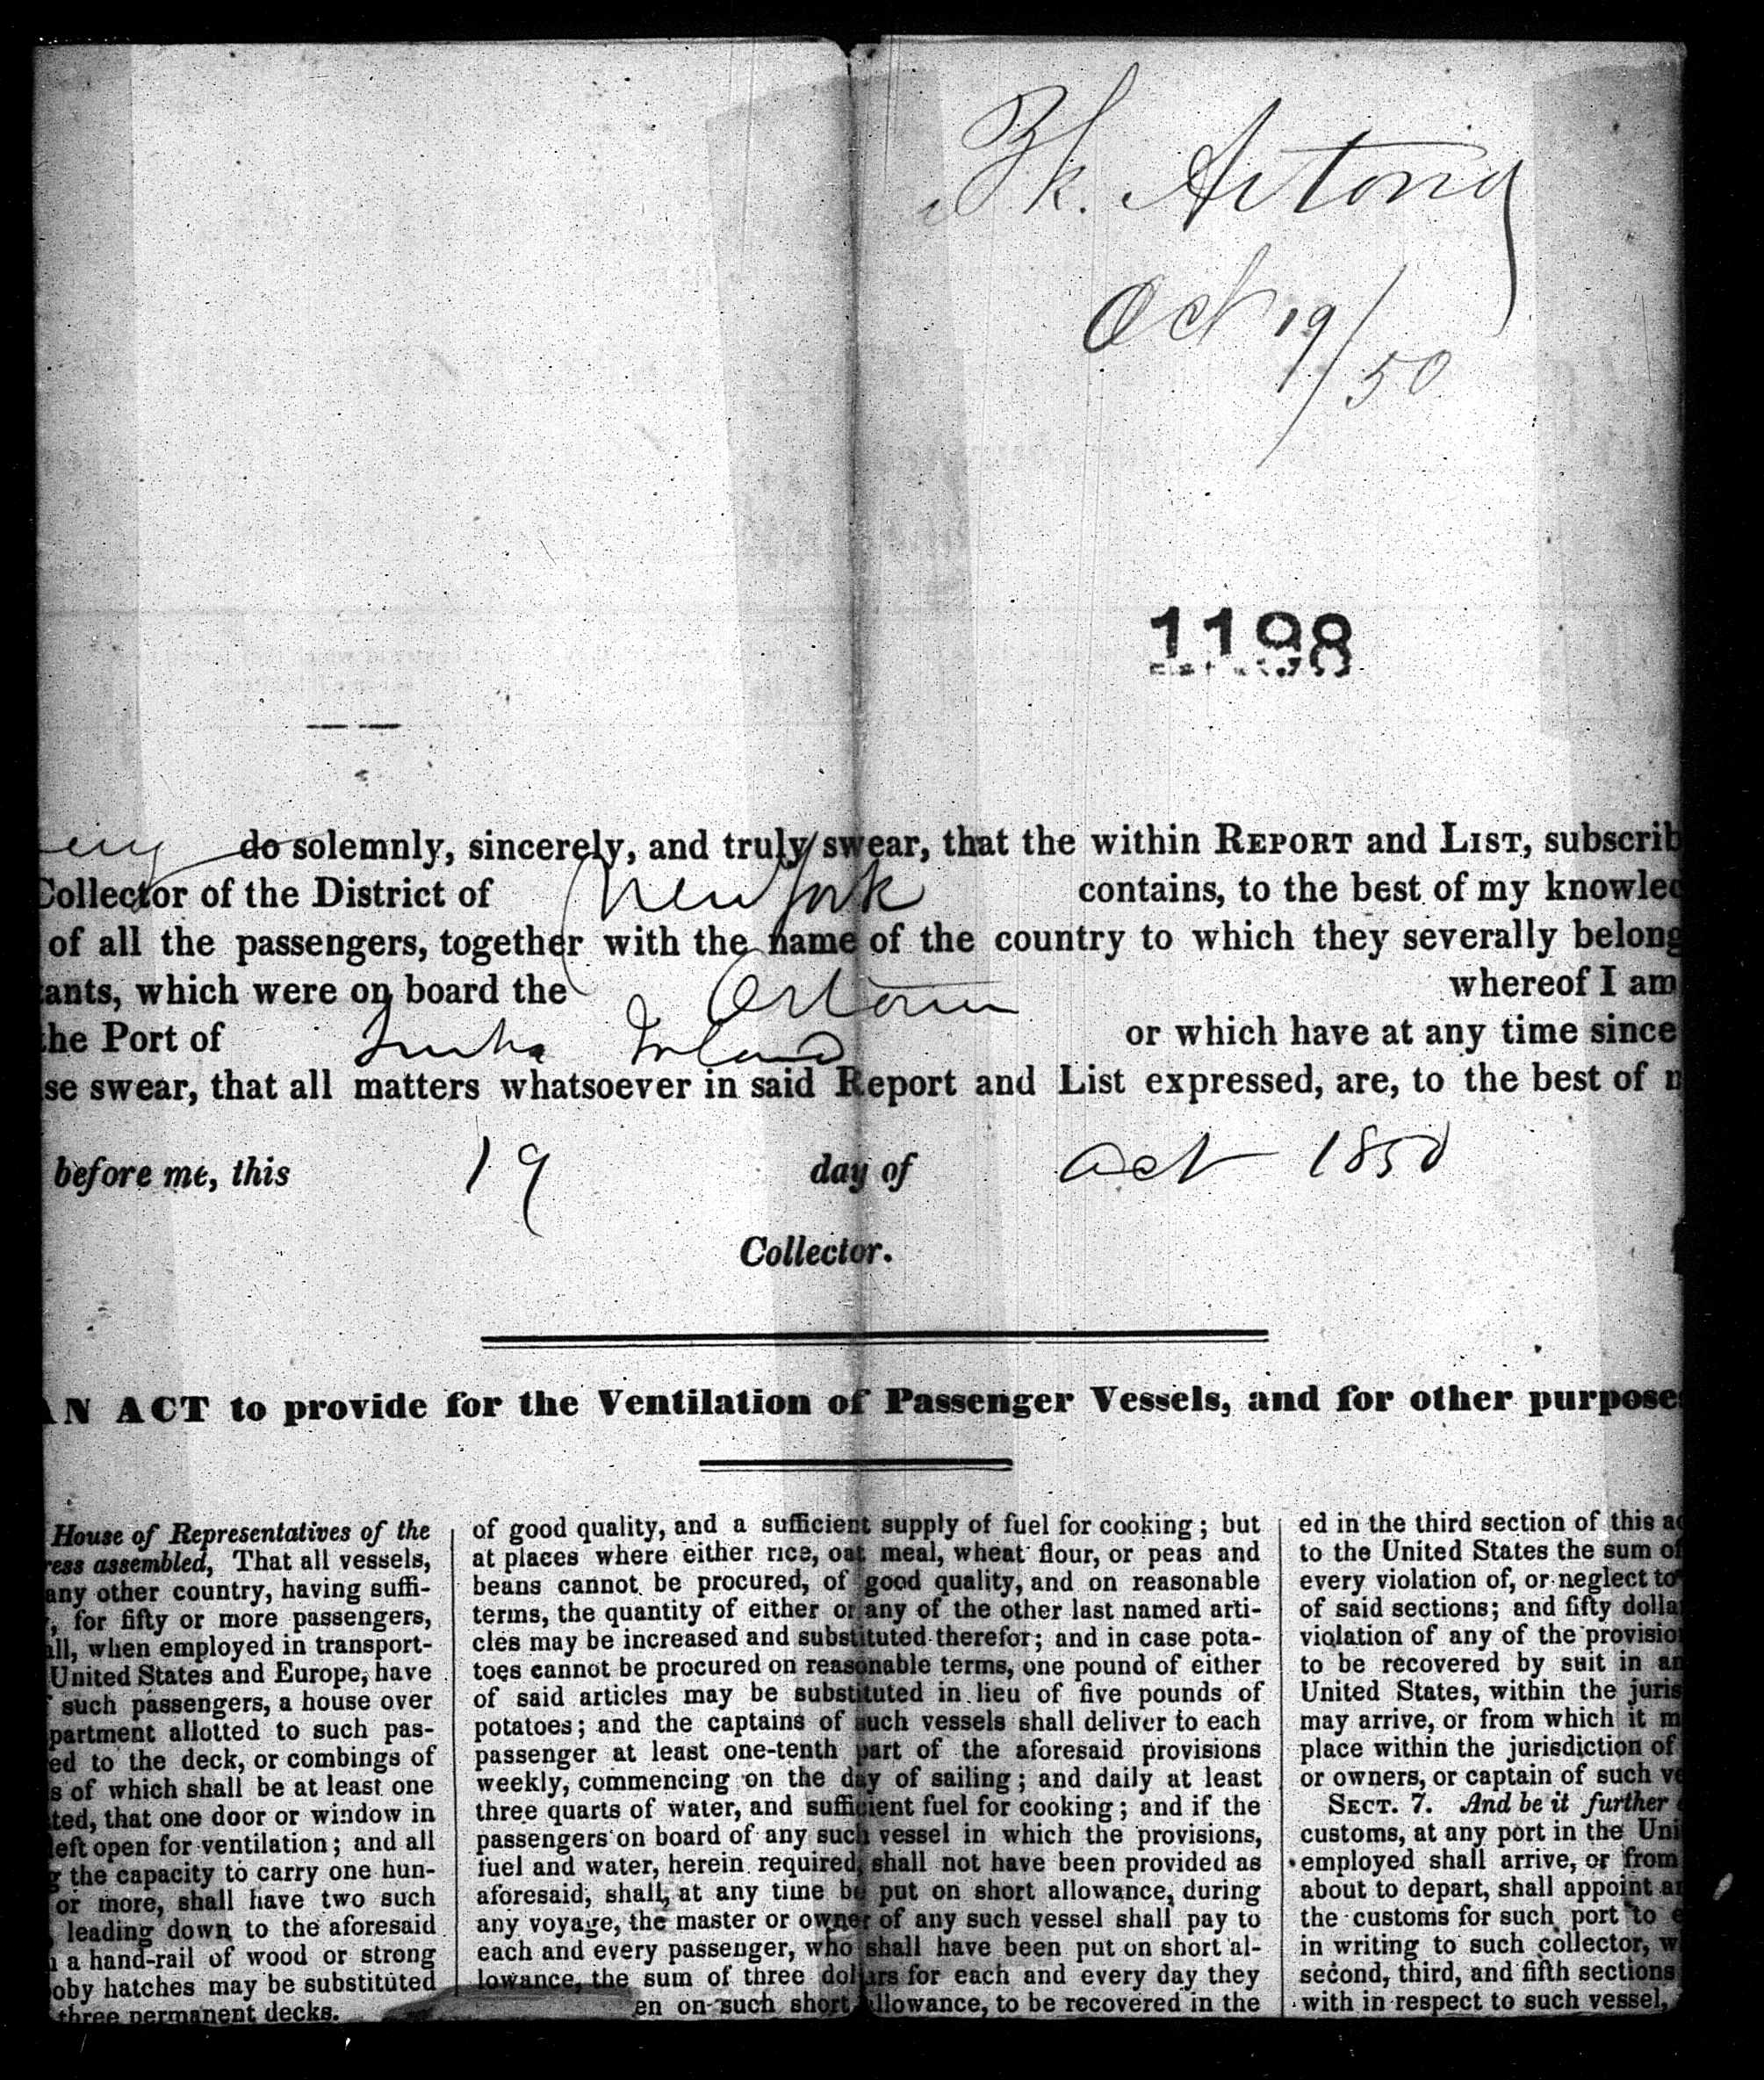 Bk. Artona
Oct 19/50
1198
do solemnly, sincerely, and truly swear, that the within REPORT and LIST, subscrib
Collector of the District of New York contains, to the best of my knowled
of all the passengers, together with the name of the country to which they severally belong
ants, which were on board the whereof I am
the Port of Turks Island or which have at any time since
se swear, that all matters whatsoever in said Report and List expressed, are, to the best of
before me, this 19 day of Oct 1850
Collector.
AN ACT to provide for the Ventilation of Passenger Vessels, and for other purposes
House of Representatives of the
ress assembled, That all vessels,
any other country, having suffi-
, for fifty or more passengers,
all, when employed in transport-
United States and Europe, have
such passengers, a house over
partment allotted to such pas-
ed to the deck, or combings of
s of which shall be at least one
ted, that one door or window in
left open for ventilation; and all
g the capacity to carry one hun-
or more, shall have two such
leading down to the aforesaid
a hand-rail of wood or strong
oby hatches may be substituted
three permanent decks.
of good quality, and a sufficient supply of fuel for cooking; but
at places where either rice, oat meal, wheat flour, or peas and
beans cannot be procured, of good quality, and on reasonable
terms, the quantity of either or any of the other last named arti-
cles may be increased and substituted therefor; and in case pota-
toes cannot be procured on reasonable terms, one pound of either
of said articles may be substituted in lieu of five pounds of
potatoes; and the captains of such vessels shall deliver to each
passenger at least one-tenth part of the aforesaid provisions
weekly, commencing on the day of sailing; and daily at least
three quarts of water, and sufficient fuel for cooking; and if the
passengers on board of any such vessel in which the provisions,
fuel and water, herein required, shall not have been provided as
aforesaid, shall, at any time be put on short allowance, during
any voyage, the master or owner of any such vessel shall pay to
each and every passenger, who shall have been put on short al-
lowance, the sum of three dollars for each and every day they
en on such short allowance, to be recovered in the
ed in the third section of this ac
to the United States the sum of
every violation of, or neglect to
of said sections; and fifty dolla
violation of any of the provisio
to be recovered by suit in an
United States, within the juris
may arrive, or from which it m
place within the jurisdiction of
or owners, or captain of such ve
SECT. 7. And be it further
customs, at any port in the Uni
employed shall arrive, or from
about to depart, shall appoint an
the customs for such port to e
in writing to such collector, w
second, third, and fifth sections
with in respect to such vessel,